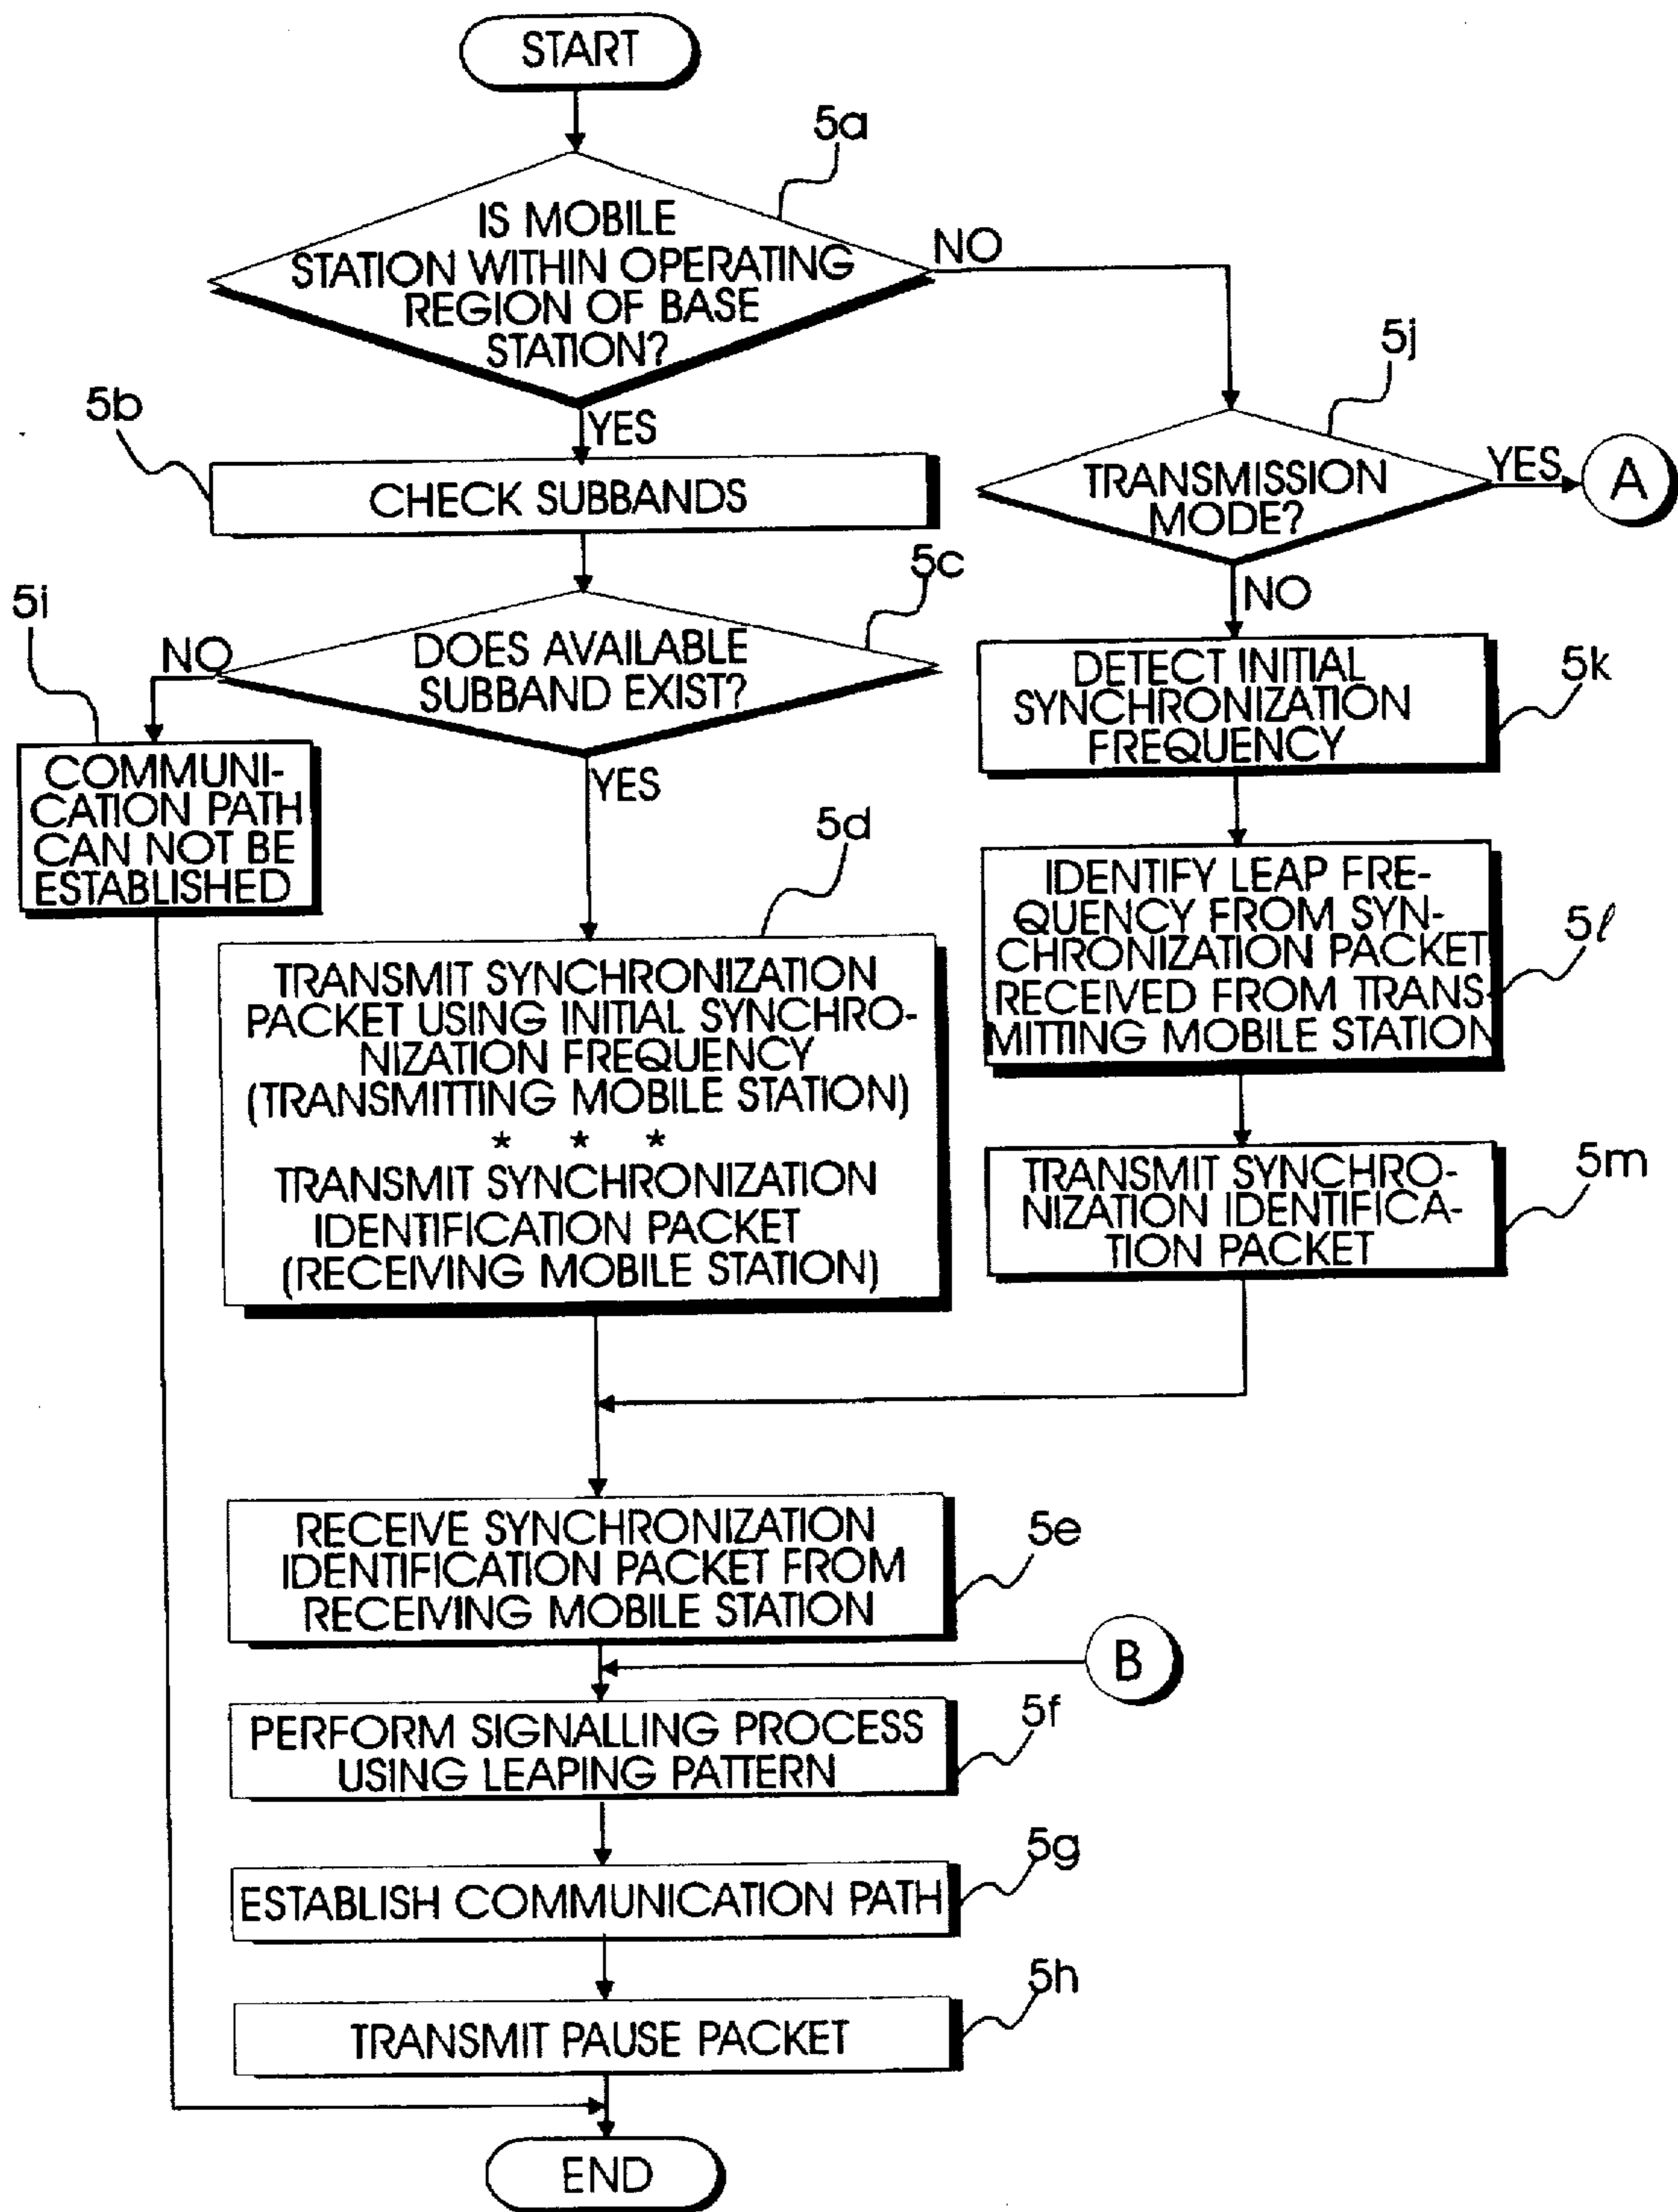 START
5a
IS MOBILE
STATION WITHIN OPERATING
REGION OF BASE
STATION?
NO
YES
5b
CHECK SUBBANDS
5j
TRANSMISSION
MODE?
YES
A
NO
5c
DOES AVAILABLE
SUBBAND EXIST?
NO
YES
5i
COMMUNI-
CATION PATH
CAN NOT BE
ESTABLISHED
5k
DETECT INITIAL
SYNCHRONIZATION
FREQUENCY
5d
TRANSMIT SYNCHRONIZATION
PACKET USING INITIAL SYNCHRO-
NIZATION FREQUENCY
(TRANSMITTING MOBILE STATION)
* * *
TRANSMIT SYNCHRONIZATION
IDENTIFICATION PACKET
(RECEIVING MOBILE STATION)
5ℓ
IDENTIFY LEAP FRE-
QUENCY FROM SYN-
CHRONIZATION PACKET
RECEIVED FROM TRANS-
MITTING MOBILE STATION
5m
TRANSMIT SYNCHRO-
NIZATION IDENTIFICA-
TION PACKET
5e
RECEIVE SYNCHRONIZATION
IDENTIFICATION PACKET FROM
RECEIVING MOBILE STATION
B
5f
PERFORM SIGNALLING PROCESS
USING LEAPING PATTERN
5g
ESTABLISH COMMUNICATION PATH
5h
TRANSMIT PAUSE PACKET
END